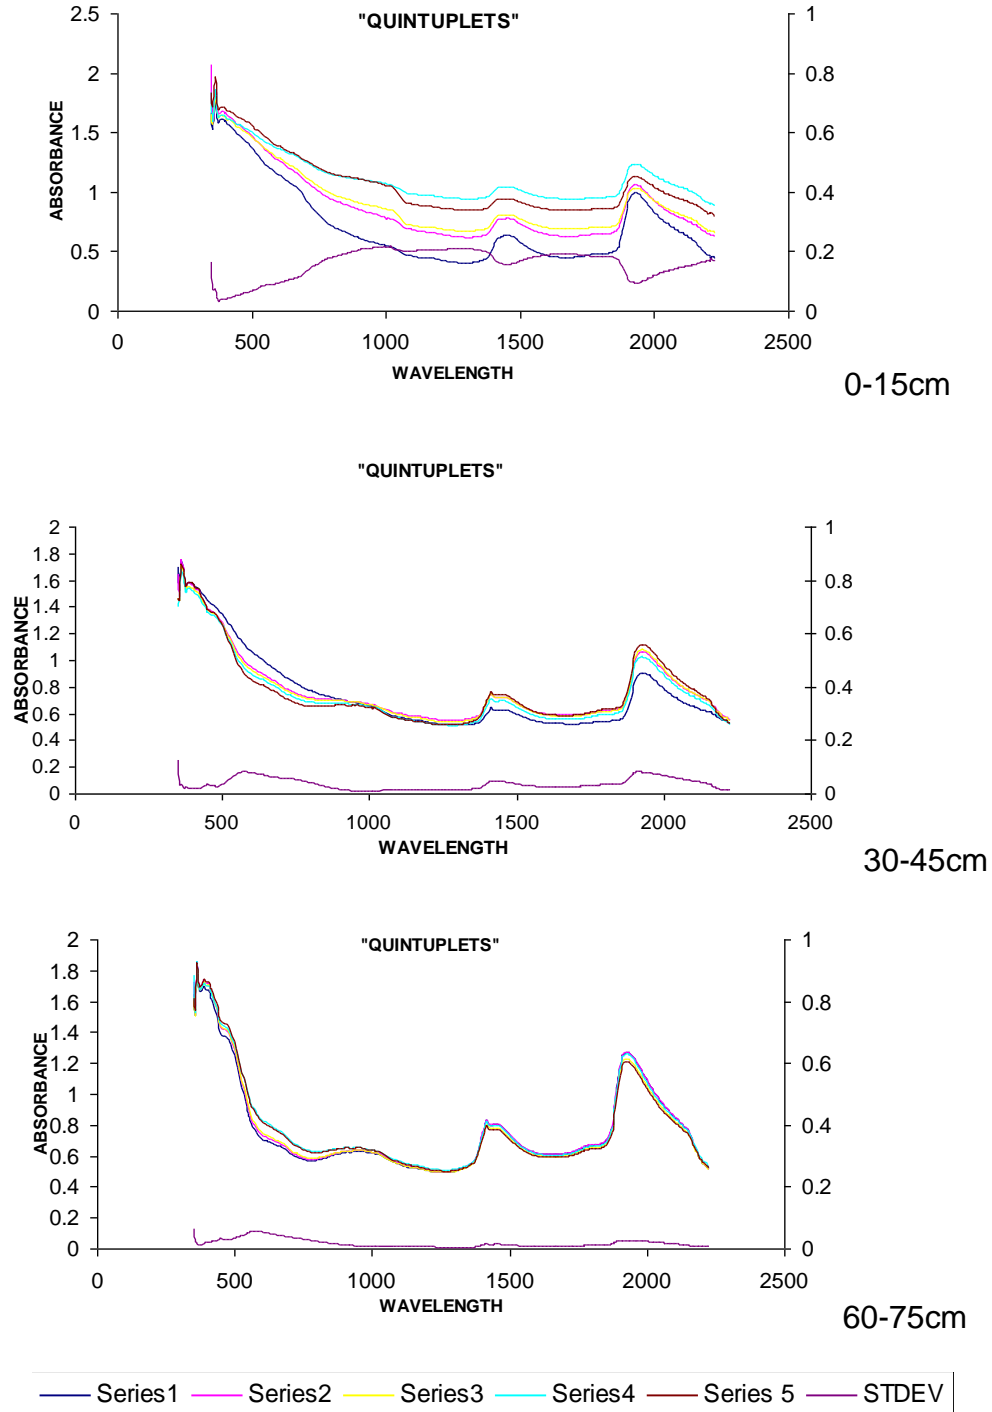 "QUINTUPLETS"
2.5
2
1.5
1
0.5
0
1
0.8
0.6
0.4
0.2
0
ABSORBANCE
0 500 1000 1500 2000 2500
WAVELENGTH
0-15cm
"QUINTUPLETS"
2
1.8
1.6
1.4
1.2
1
0.8
0.6
0.4
0.2
0
1
0.8
0.6
0.4
0.2
0
ABSORBANCE
0 500 1000 1500 2000 2500
WAVELENGTH
30-45cm
"QUINTUPLETS"
2
1.8
1.6
1.4
1.2
1
0.8
0.6
0.4
0.2
0
1
0.8
0.6
0.4
0.2
0
ABSORBANCE
0 500 1000 1500 2000 2500
WAVELENGTH
60-75cm
Series1 Series2 Series3 Series4 Series 5 STDEV